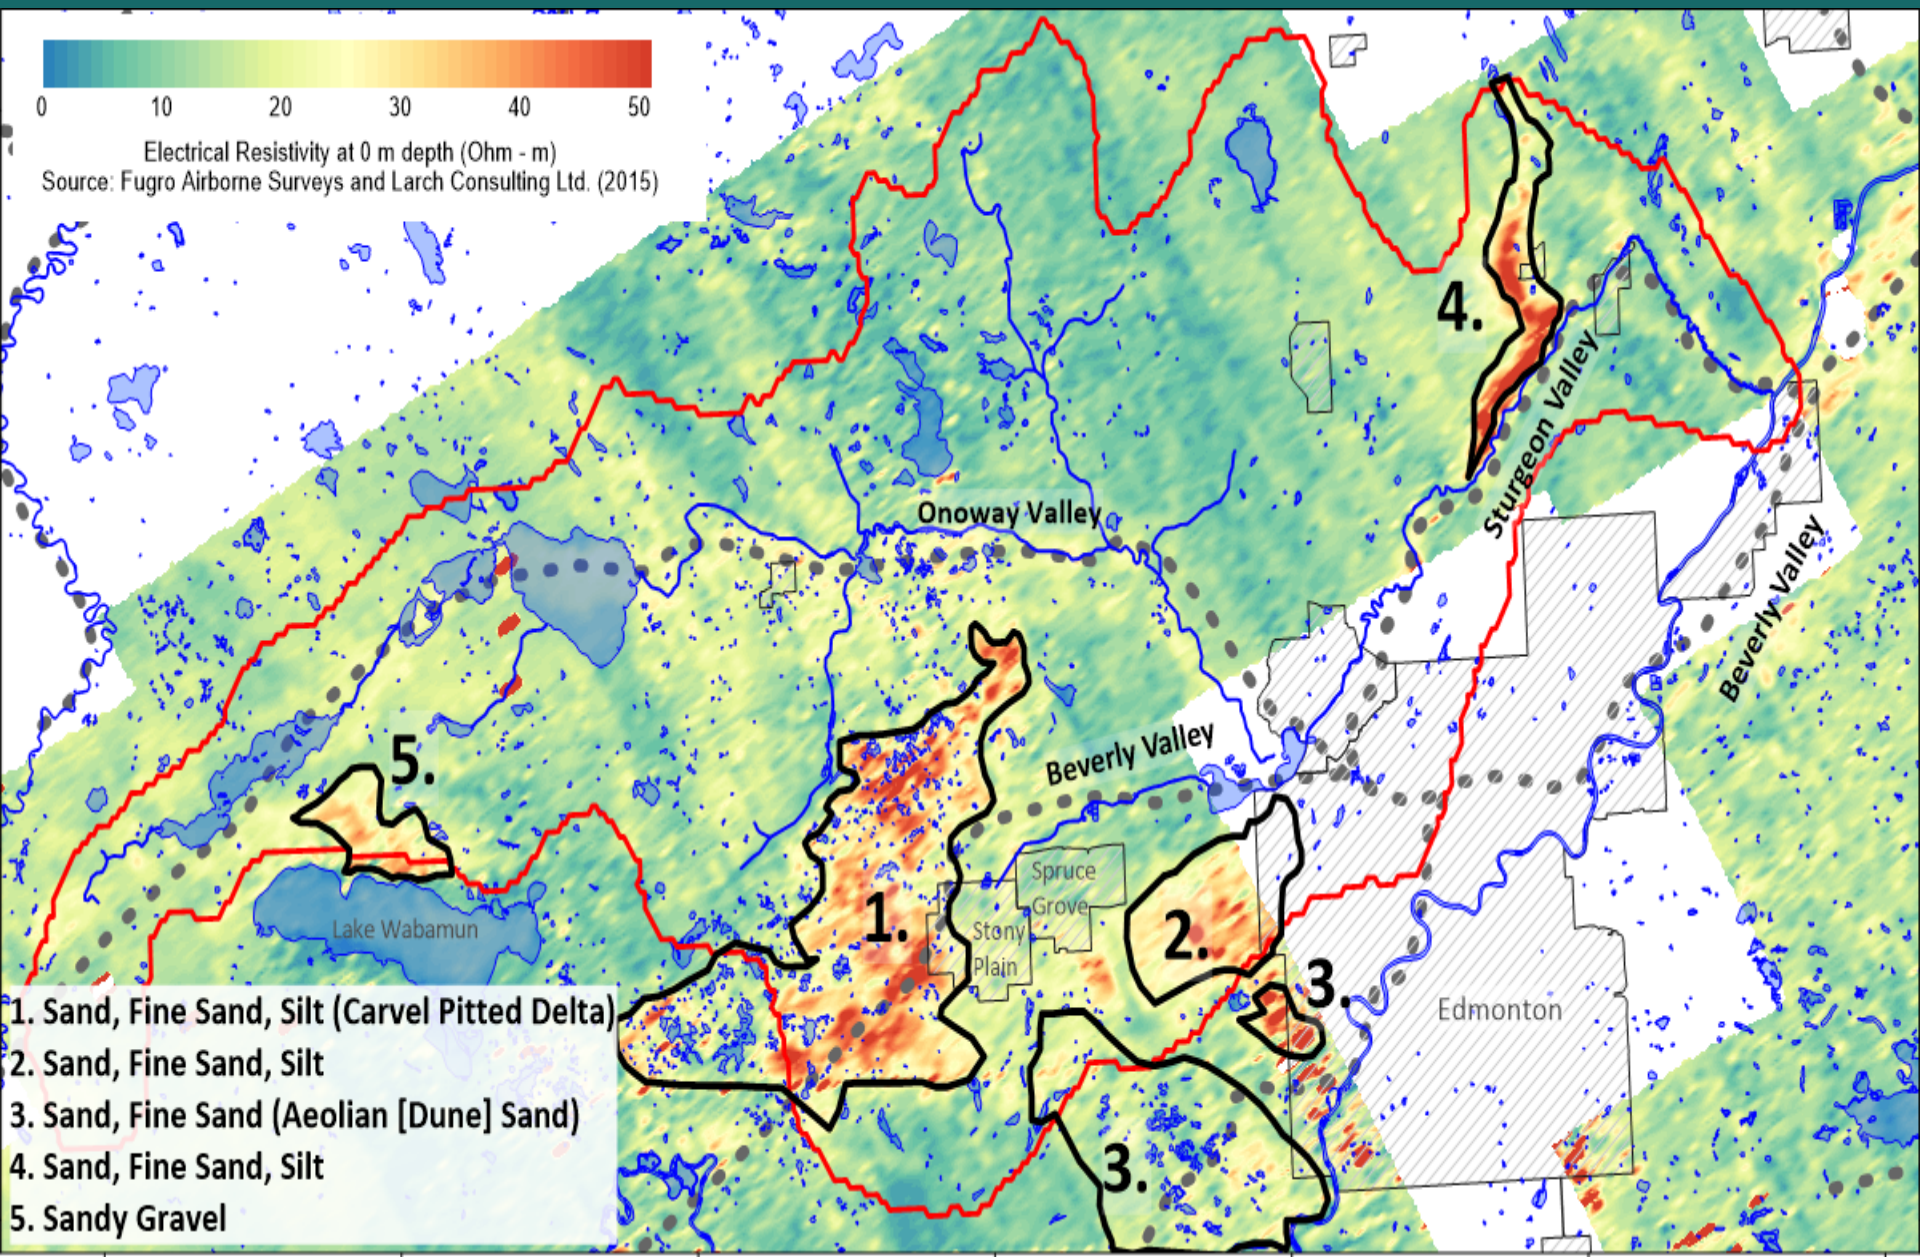 0 10 20 30 40 50
Electrical Resistivity at 0 m depth (Ohm - m)
Source: Fugro Airborne Surveys and Larch Consulting Ltd. (2015)
4.
Sturgeon Valley
Onoway Valley
Beverly Valley
Beverly Valley
5.
Spruce
Grove
Stony
Plain
Lake Wabamun
1.
2.
3.
Edmonton
3.
1. Sand, Fine Sand, Silt (Carvel Pitted Delta)
2. Sand, Fine Sand, Silt
3. Sand, Fine Sand (Aeolian [Dune] Sand)
4. Sand, Fine Sand, Silt
5. Sandy Gravel